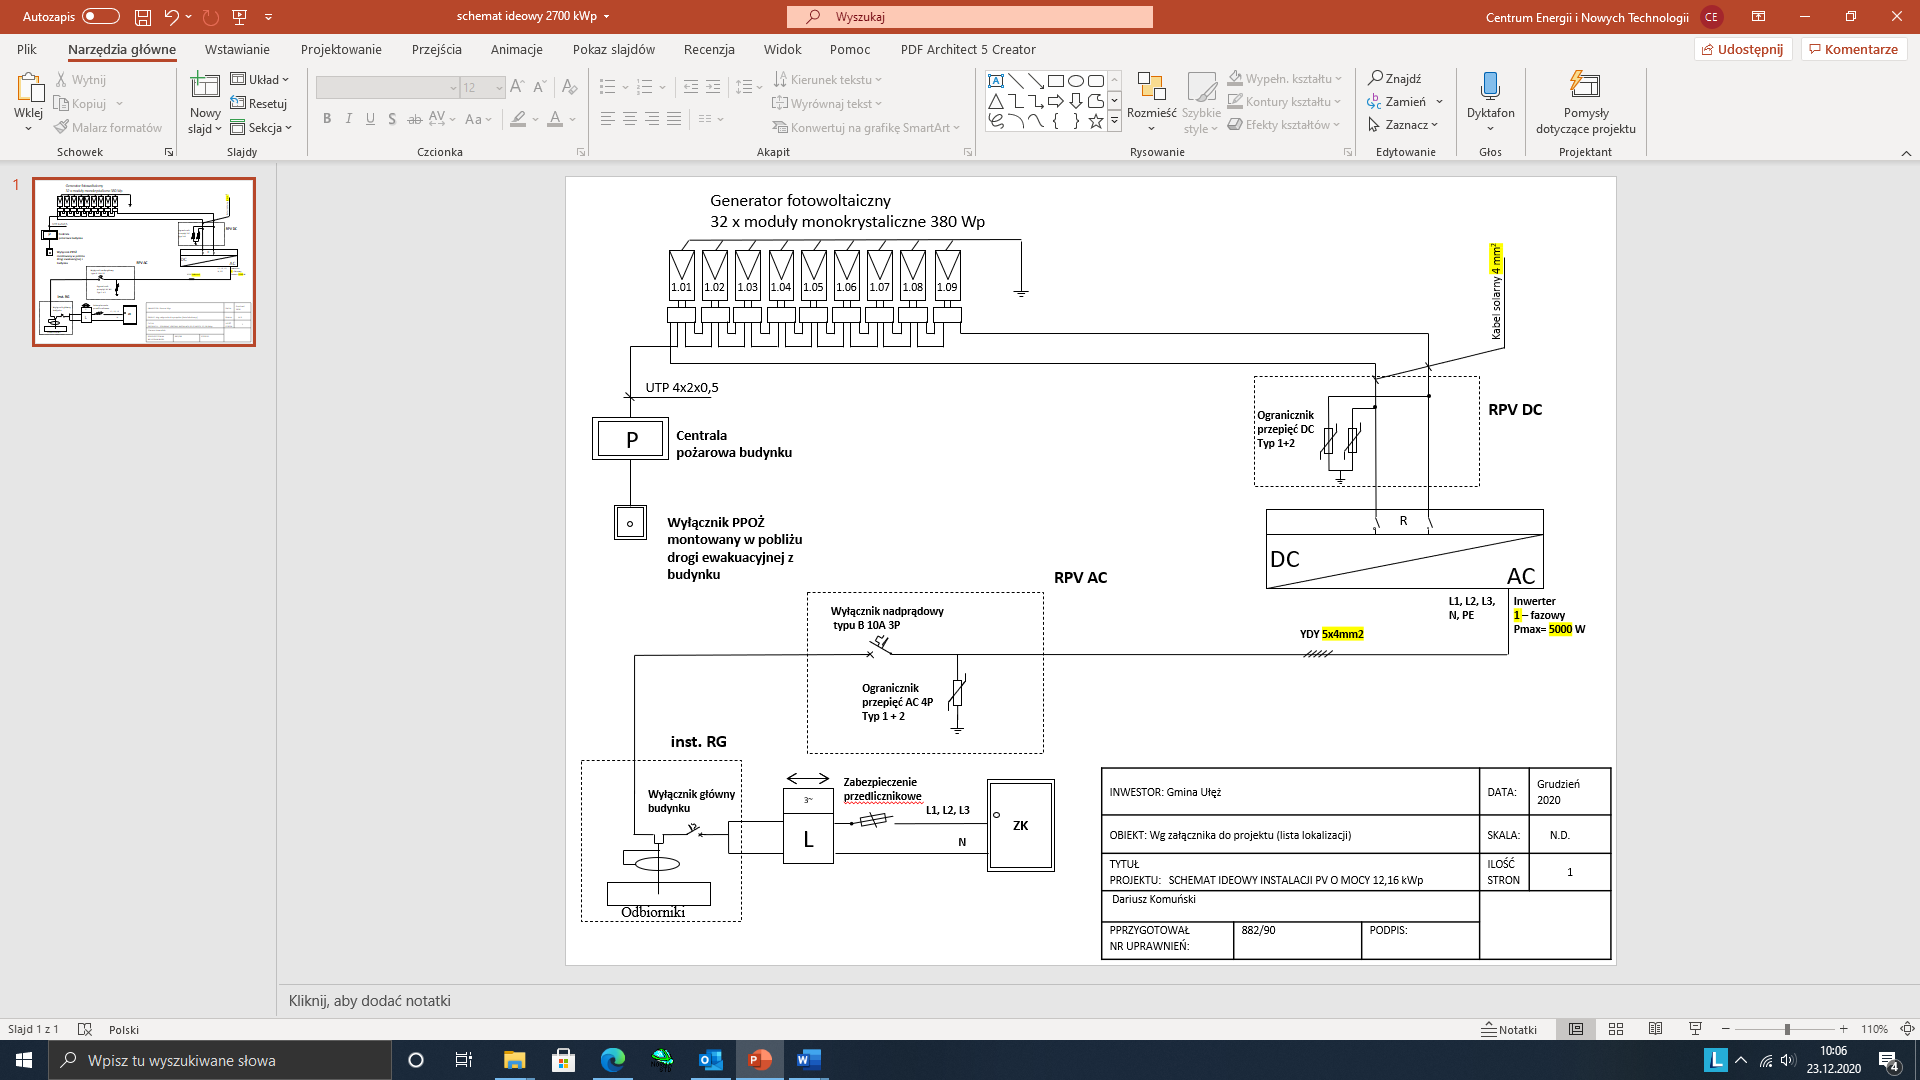 Autozapis
schemat ideowy 2700 kWp
Wyszukaj
Centrum Energii i Nowych Technologii
CE
Plik
Narzędzia główne
Wstawianie
Projektowanie
Przejścia
Animacje
Pokaz slajdów
Recenzja
Widok
Pomoc
PDF Architect 5 Creator
Udostępnij
Komentarze
Wklej
Wytnij
Kopiuj
Malarz formatów
Schowek
Nowy
slajd
Układ
Resetuj
Sekcja
Slajdy
12
B I U S ab AV Aa A
Czcionka
Kierunek tekstu
Wyrównaj tekst
Konwertuj na grafikę SmartArt
Akapit
Rozmieść
Szybkie
style
Wypełn. kształtu
Kontury kształtu
Efekty kształtów
Rysowanie
Znajdź
Zamień
Zaznacz
Edytowanie
Dyktafon
Głos
Pomysły
dotyczące projektu
Projektant
1
Generator fotowoltaiczny
32 x moduły monokrystaliczne 380 Wp
1.01 1.02 1.03 1.04 1.05 1.06 1.07 1.08 1.09
Kabel solarny 4 mm²
UTP 4x2x0,5
P
Centrala
pożarowa budynku
Wyłącznik PPOŻ
montowany w pobliżu
drogi ewakuacyjnej z
budynku
Ogranicznik
przepięć DC
Typ 1+2
RPV DC
R
DC
AC
L1, L2, L3,
N, PE
Inwerter
1 – fazowy
Pmax= 5000 W
YDY 5x4mm2
RPV AC
Wyłącznik nadprądowy
typu B 10A 3P
Ogranicznik
przepięć AC 4P
Typ 1 + 2
inst. RG
Wyłącznik główny
budynku
Odbiorniki
3~
L
Zabezpieczenie
przedlicznikowe
L1, L2, L3
N
ZK
INWESTOR: Gmina Ułęż
DATA:
Grudzień
2020
OBIEKT: Wg załącznika do projektu (lista lokalizacji)
SKALA:
N.D.
TYTUŁ
PROJEKTU: SCHEMAT IDEOWY INSTALACJI PV O MOCY 12,16 kWp
ILOŚĆ
STRON
1
Dariusz Komuński
PPRZYGOTOWAŁ
NR UPRAWNIEŃ:
882/90
PODPIS:
Kliknij, aby dodać notatki
Slajd 1 z 1
Polski
Notatki
110%
Wpisz tu wyszukiwane słowa
10:06
23.12.2020
4